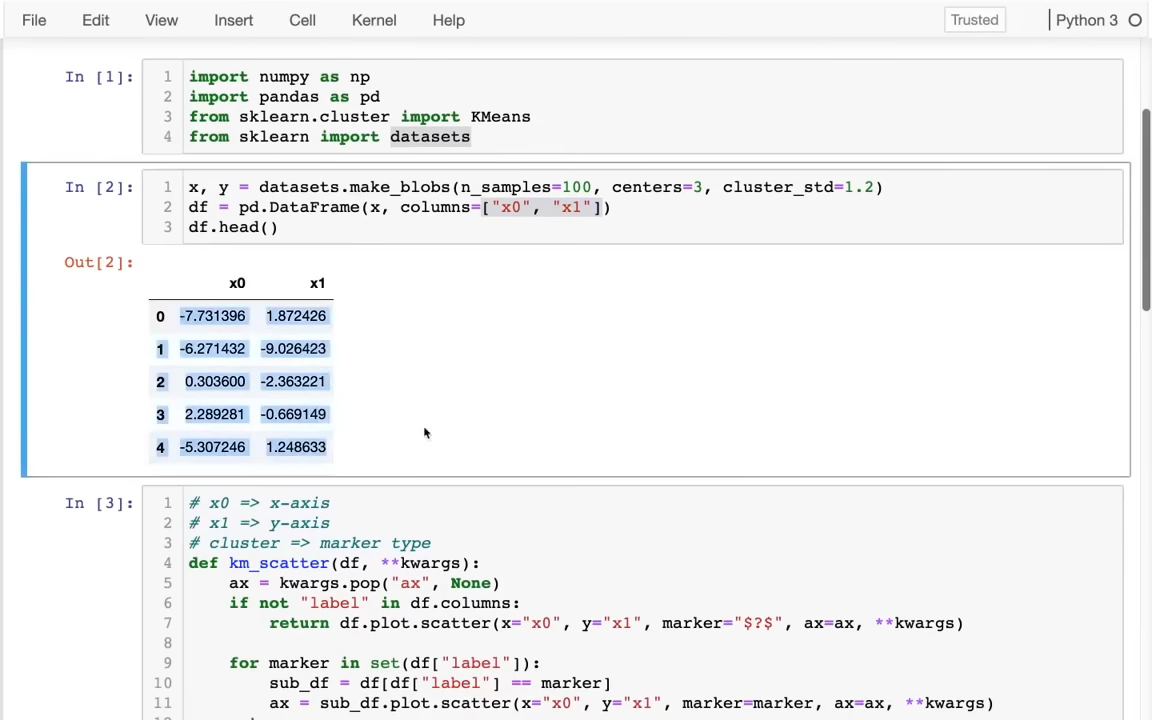 File Edit View Insert Cell Kernel Help Trusted Python 3
In [1]:
1 import numpy as np
2 import pandas as pd
3 from sklearn.cluster import KMeans
4 from sklearn import datasets
In [2]:
1 x, y = datasets.make_blobs(n_samples=100, centers=3, cluster_std=1.2)
2 df = pd.DataFrame(x, columns=["x0", "x1"])
3 df.head()
Out[2]:
x0 x1
0 -7.731396 1.872426
1 -6.271432 -9.026423
2 0.303600 -2.363221
3 2.289281 -0.669149
4 -5.307246 1.248633
In [3]:
1 # x0 => x-axis
2 # x1 => y-axis
3 # cluster => marker type
4 def km_scatter(df, **kwargs):
5 ax = kwargs.pop("ax", None)
6 if not "label" in df.columns:
7 return df.plot.scatter(x="x0", y="x1", marker="$?$", ax=ax, **kwargs)
8
9 for marker in set(df["label"]):
10 sub_df = df[df["label"] == marker]
11 ax = sub_df.plot.scatter(x="x0", y="x1", marker=marker, ax=ax, **kwargs)